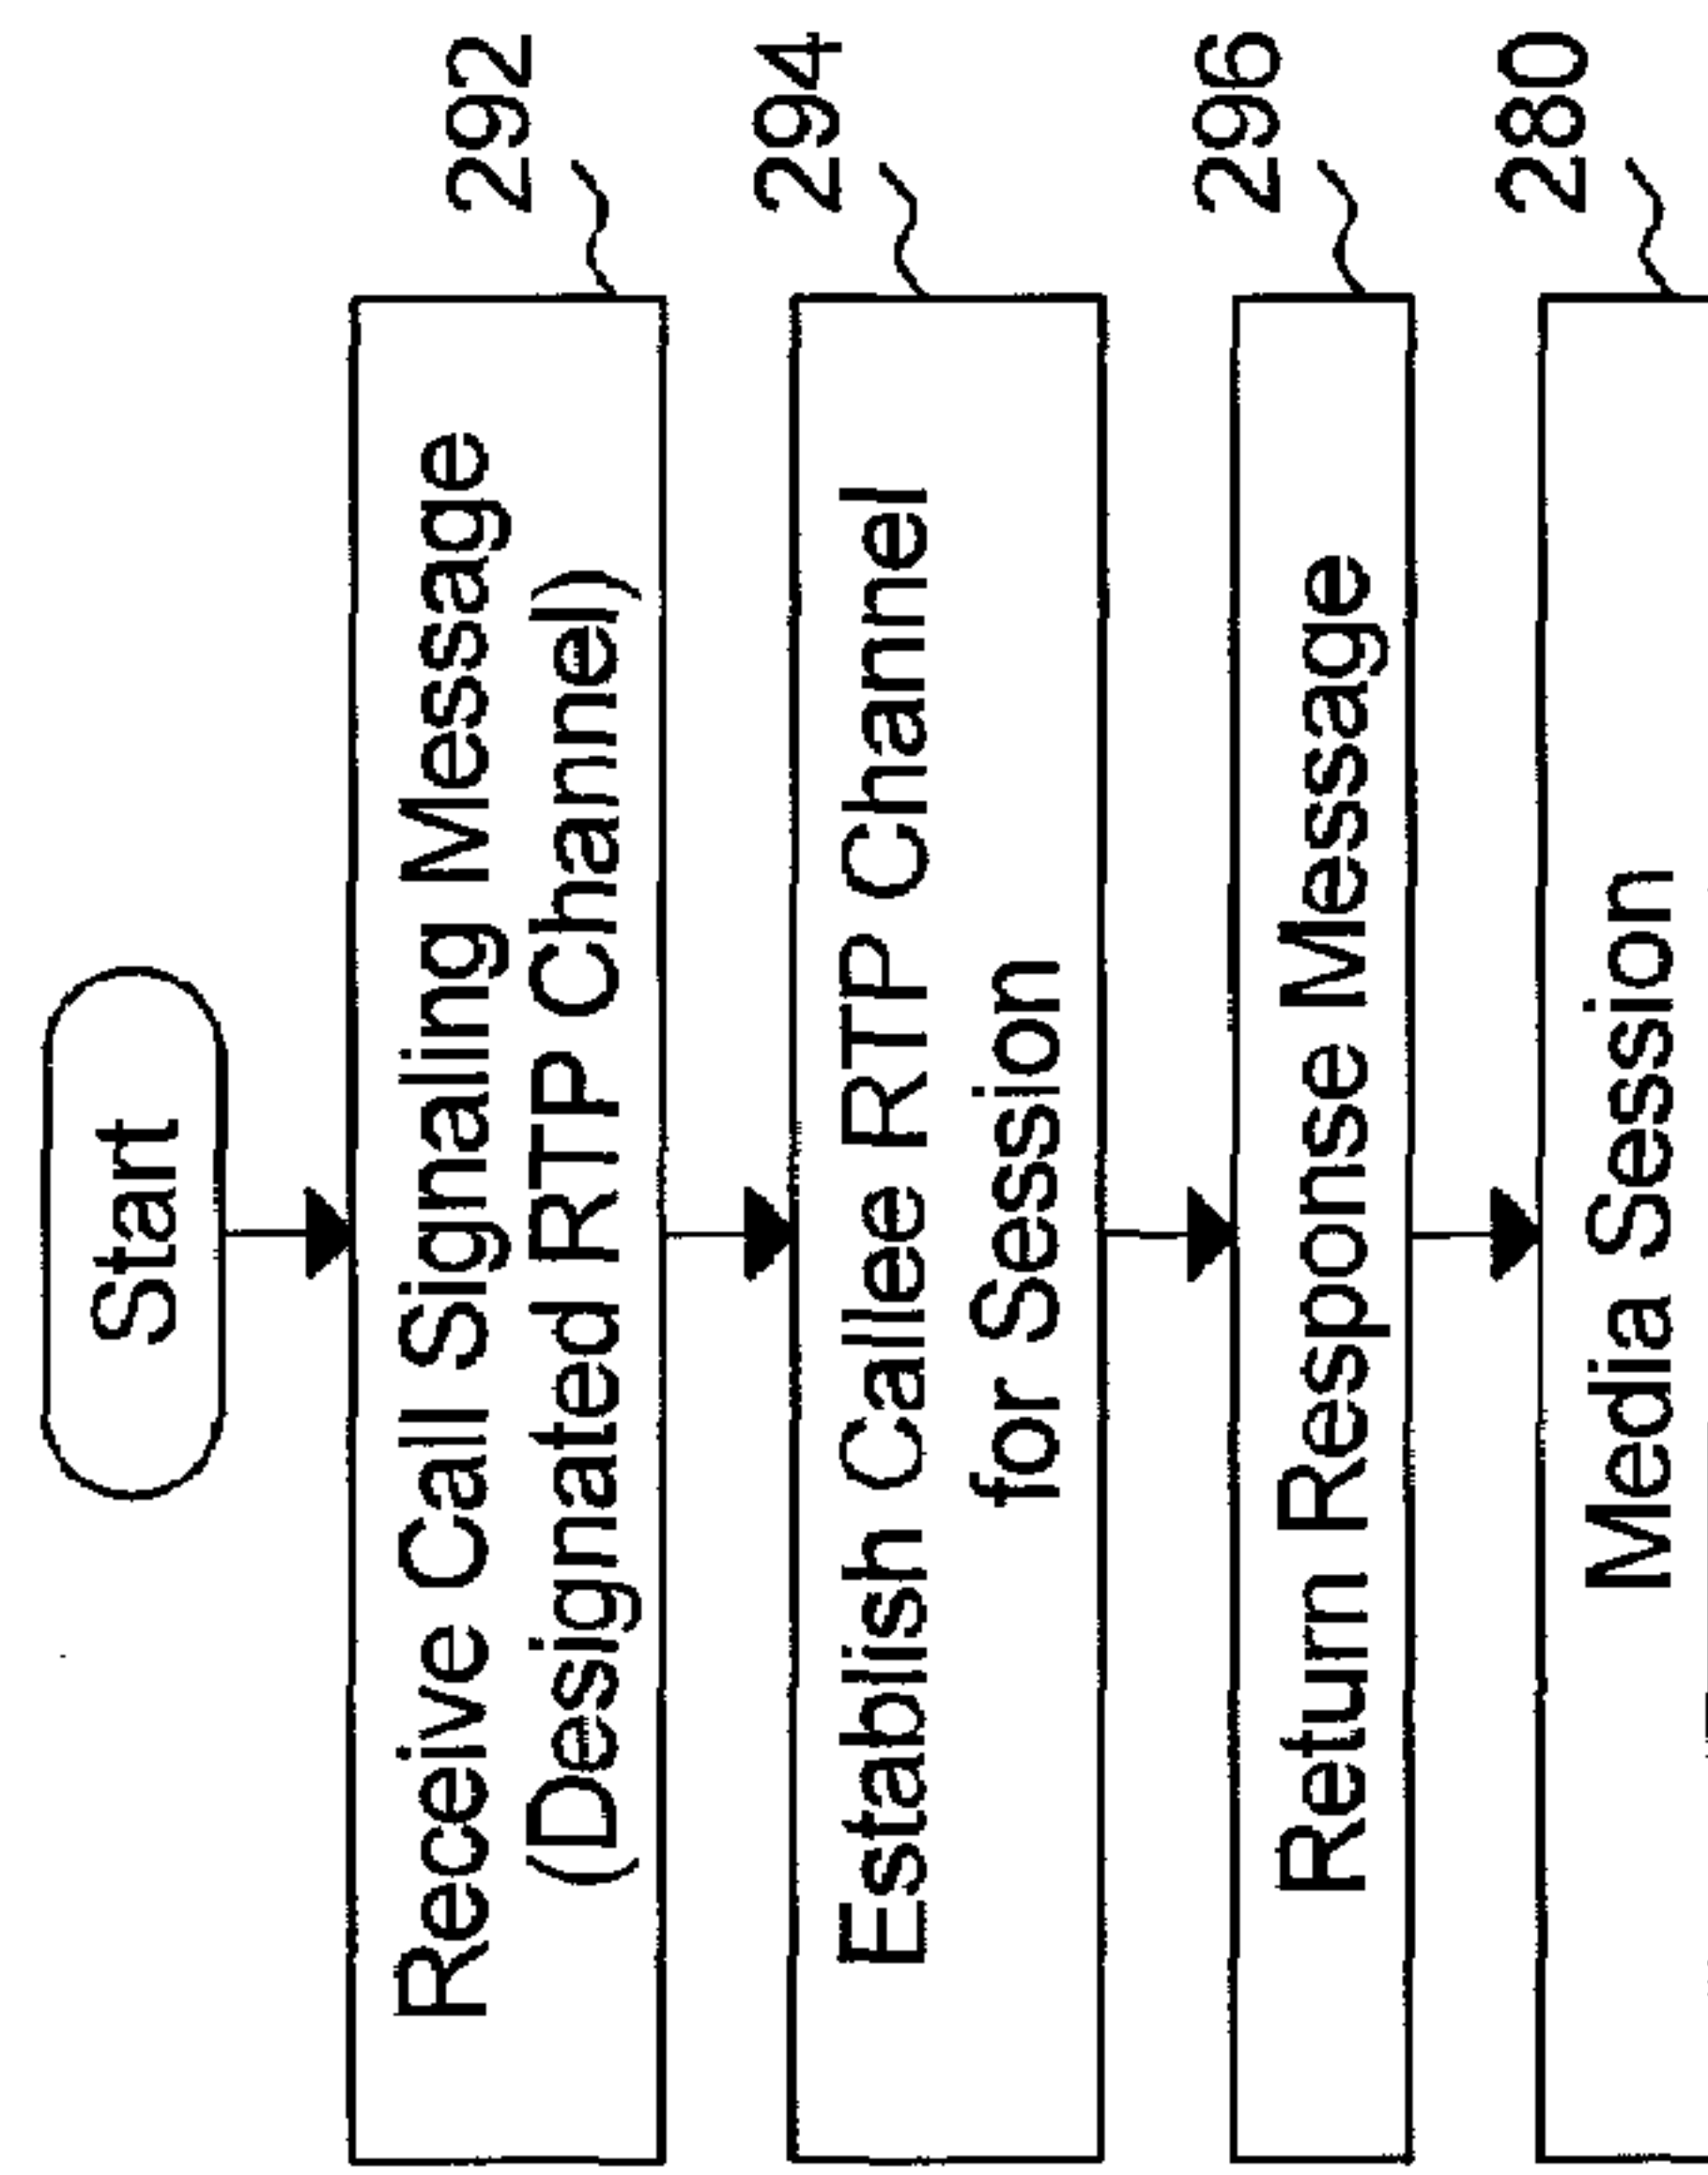 Start
Receive Call Signaling Message
(Designated RTP Channel)
292
Establish Callee RTP Channel
for Session
294
Return Response Message
296
Media Session
280